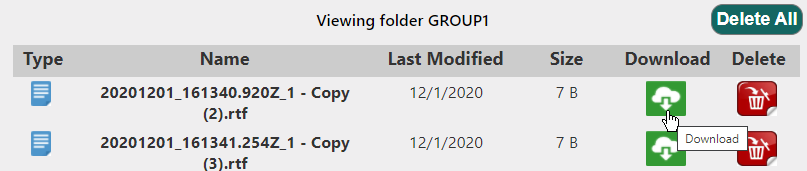 Viewing folder GROUP1
Delete All
Type Name Last Modified Size Download Delete
20201201_161340.920Z_1 - Copy 12/1/2020 7 B
(2).rtf
Download
20201201_161341.254Z_1 - Copy 12/1/2020 7 B
(3).rtf